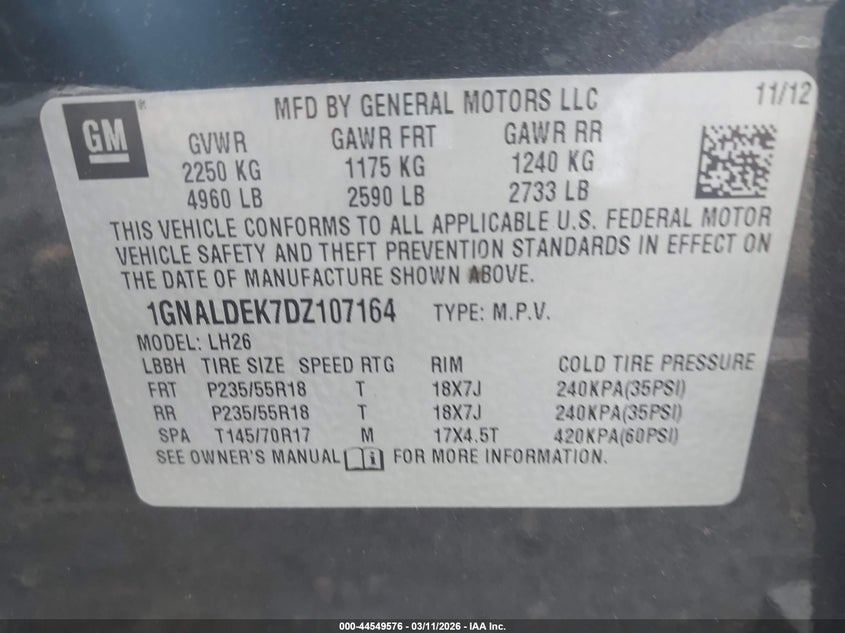 GM
MFD BY GENERAL MOTORS LLC 11/12
GVWR GAWR FRT GAWR RR
2250 KG 1175 KG 1240 KG
4960 LB 2590 LB 2733 LB
THIS VEHICLE CONFORMS TO ALL APPLICABLE U.S. FEDERAL MOTOR
VEHICLE SAFETY AND THEFT PREVENTION STANDARDS IN EFFECT ON
THE DATE OF MANUFACTURE SHOWN ABOVE.
1GNALDEK7DZ107164 TYPE: M.P.V.
MODEL: LH26
LBBH TIRE SIZE SPEED RTG RIM COLD TIRE PRESSURE
FRT P235/55R18 T 18X7J 240KPA(35PSI)
RR P235/55R18 T 18X7J 240KPA(35PSI)
SPA T145/70R17 M 17X4.5T 420KPA(60PSI)
SEE OWNER'S MANUAL FOR MORE INFORMATION.
000-44549576 - 03/11/2026 - IAA Inc.